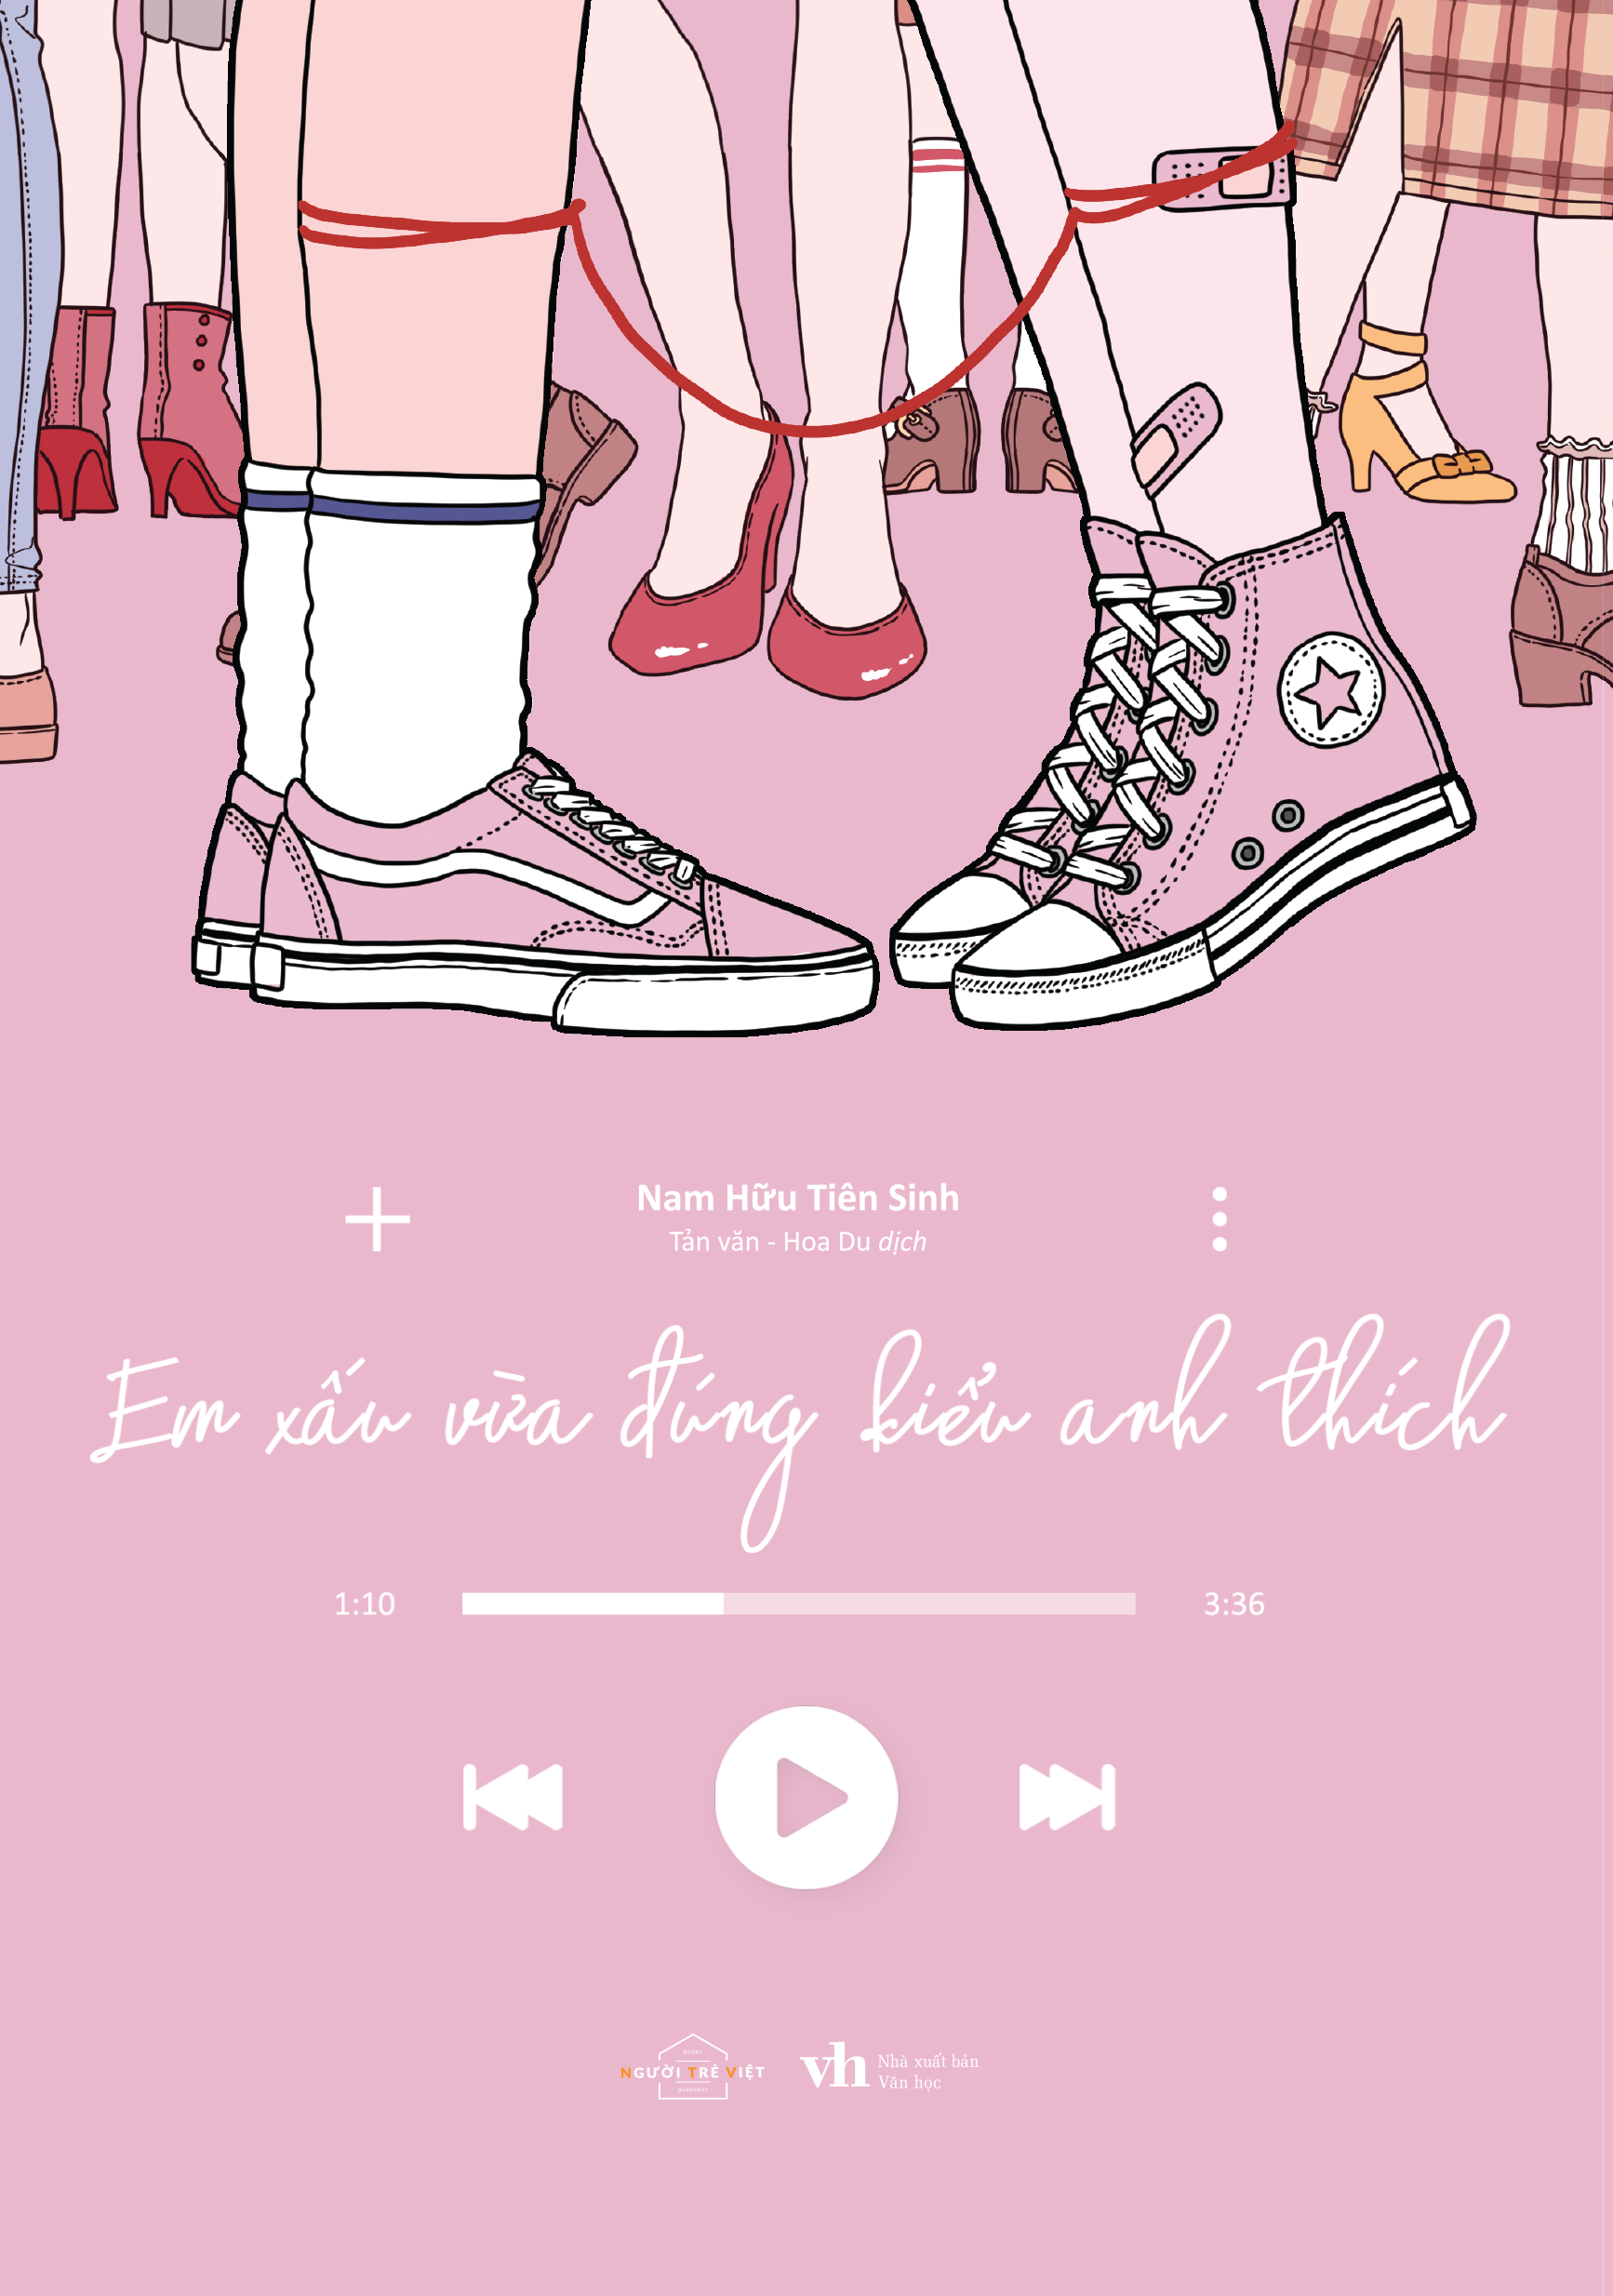 Nam Hữu Tiên Sinh
Tản văn - Hoa Du dịch
Em xấu vừa đúng kiểu anh thích
1:10
3:36
books
NGƯỜI TRẺ VIỆT
publisher
vh
Nhà xuất bản
Văn học